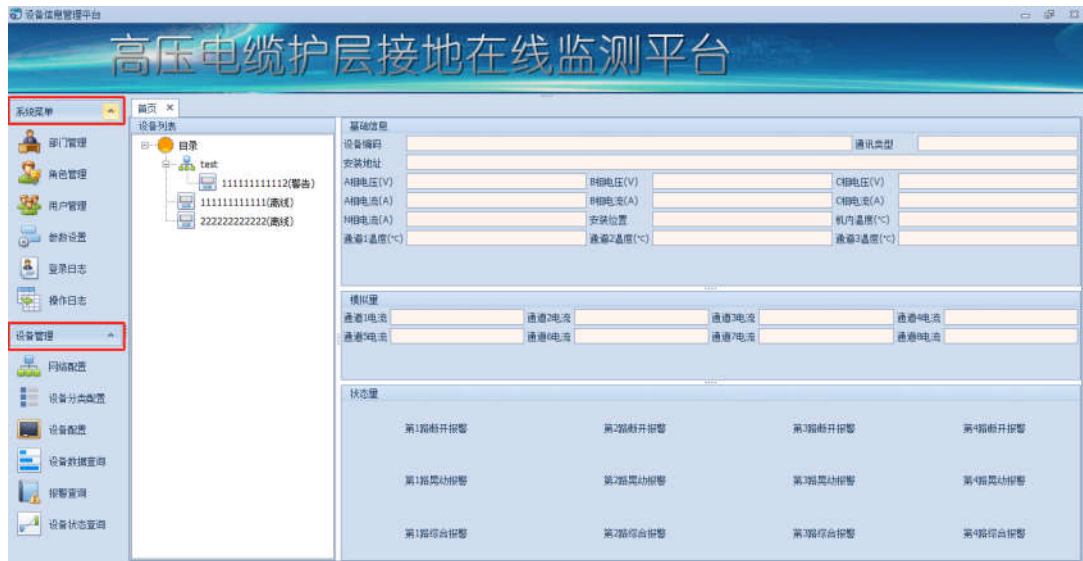 设备信息管理平台
高压电缆护层接地在线监测平台
系统菜单
部门管理
角色管理
用户管理
参数设置
登录日志
操作日志
设备管理
网络配置
设备分类配置
设备配置
设备数据查询
报警查询
设备状态查询
首页 ×
设备列表
目录
test
111111111112(警告)
111111111111(离线)
222222222222(离线)
基础信息
设备编码 通讯类型
安装地址
A相电压(V) B相电压(V) C相电压(V)
A相电流(A) B相电流(A) C相电流(A)
N相电流(A) 安装位置 机内温度(℃)
通道1温度(℃) 通道2温度(℃) 通道3温度(℃)
模拟量
通道1电流 通道2电流 通道3电流 通道4电流
通道5电流 通道6电流 通道7电流 通道8电流
状态量
第1路断开报警 第2路断开报警 第3路断开报警 第4路断开报警
第1路晃动报警 第2路晃动报警 第3路晃动报警 第4路晃动报警
第1路综合报警 第2路综合报警 第3路综合报警 第4路综合报警